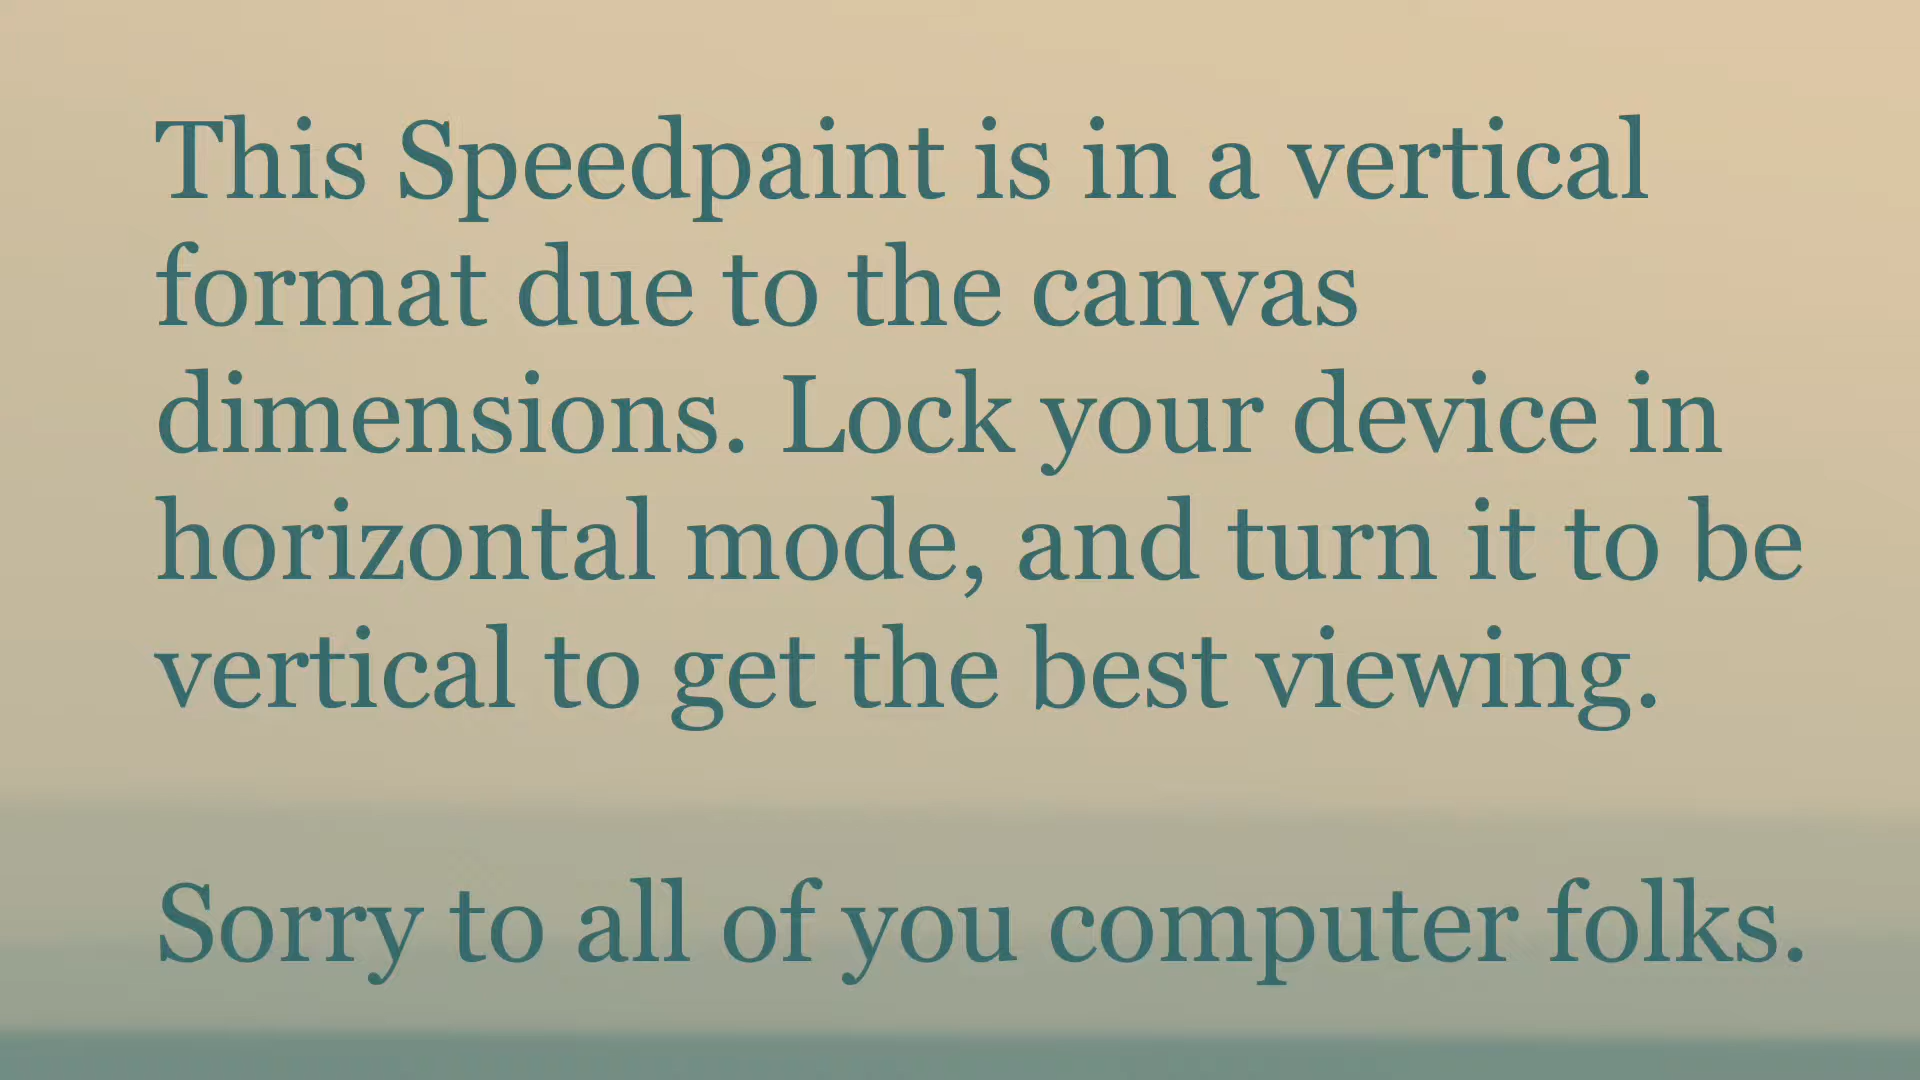 This Speedpaint is in a vertical
format due to the canvas
dimensions. Lock your device in
horizontal mode, and turn it to be
vertical to get the best viewing.
Sorry to all of you computer folks.